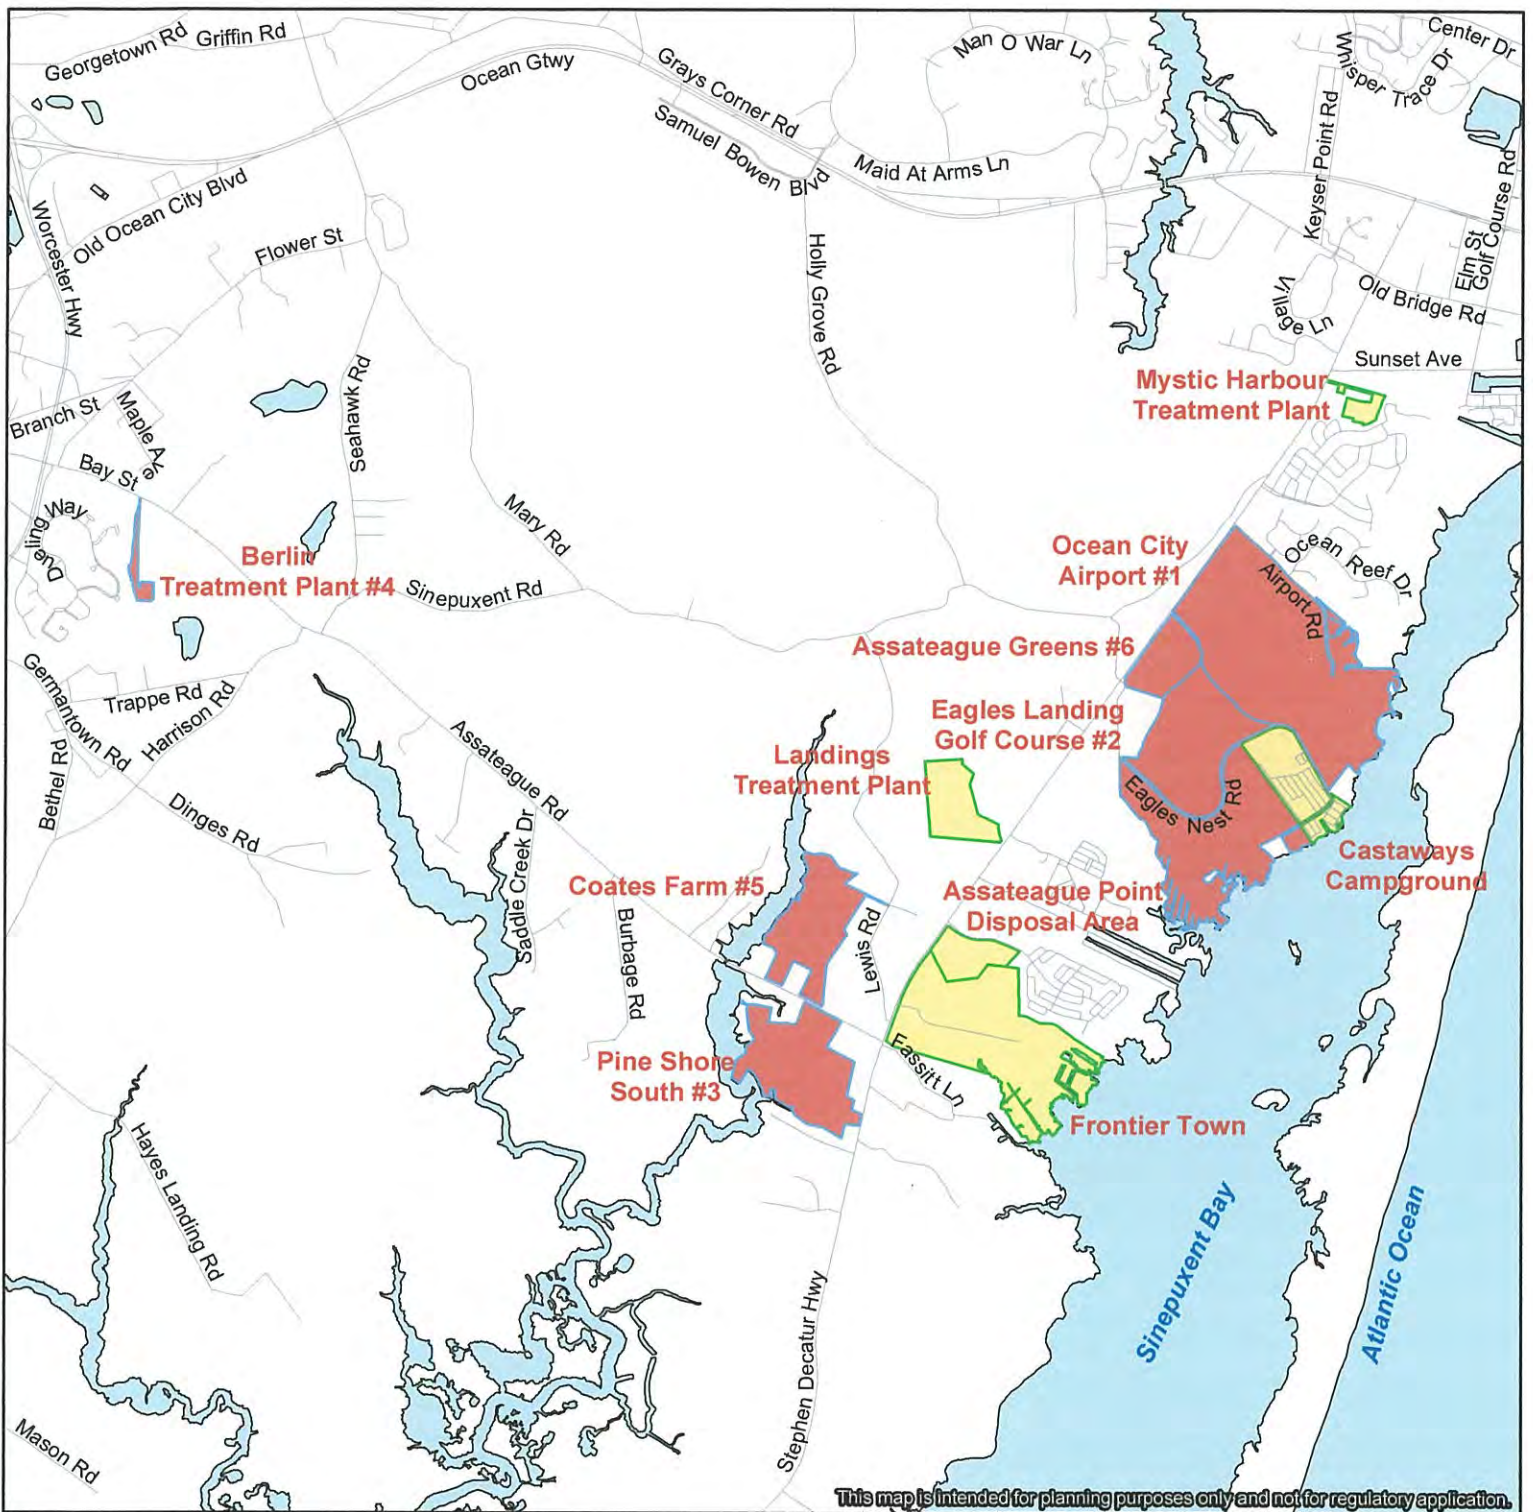 Georgetown Rd
Griffin Rd
Ocean Gtwy
Grays Corner Rd
Samuel Bowen Blvd
Man O War Ln
Maid At Arms Ln
Whisper Trace Dr
Center Dr
Keyser Point Rd
Elm St
Golf Course Rd
Worcester Hwy
Old Ocean City Blvd
Flower St
Holly Grove Rd
Village Ln
Old Bridge Rd
Sunset Ave
Mystic Harbour
Treatment Plant
Branch St
Maple Ave
Seahawk Rd
Bay St
Dueling Way
Mary Rd
Berlin
Treatment Plant #4
Sinepuxent Rd
Ocean City
Airport #1
Ocean Reef Dr
Airport Rd
Assateague Greens #6
Germantown Rd
Trappe Rd
Harrison Rd
Bethel Rd
Dinges Rd
Assateague Rd
Eagles Landing
Golf Course #2
Landings
Treatment Plant
Eagles Nest Rd
Castaways
Campground
Saddle Creek Dr
Coates Farm #5
Burbage Rd
Lewis Rd
Assateague Point
Disposal Area
Pine Shore
South #3
Fassitt Ln
Frontier Town
Hayes Landing Rd
Mason Rd
Stephen Decatur Hwy
Sinepuxent Bay
Atlantic Ocean
This map is intended for planning purposes only and not for regulatory application.